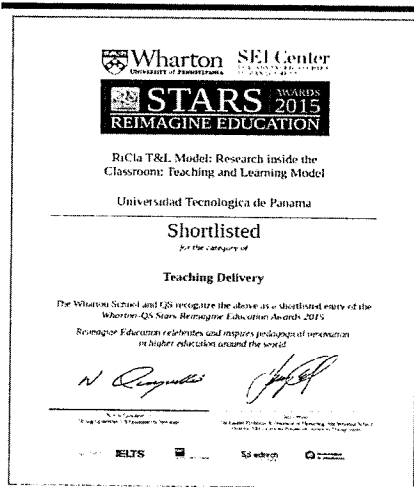 Wharton SEI Center
UNIVERSITY of PENNSYLVANIA
STARS AWARDS 2015
REIMAGINE EDUCATION
RiCla T&L Model: Research inside the
Classroom: Teaching and Learning Model
Universidad Tecnologica de Panama
Shortlisted
for the category of
Teaching Delivery
The Wharton School and QS recognize the above as a shortlisted entry of the
Wharton-QS Stars Reimagine Education Awards 2015
Reimagine Education celebrates and inspires pedagogical innovation
in higher education around the world
IELTS